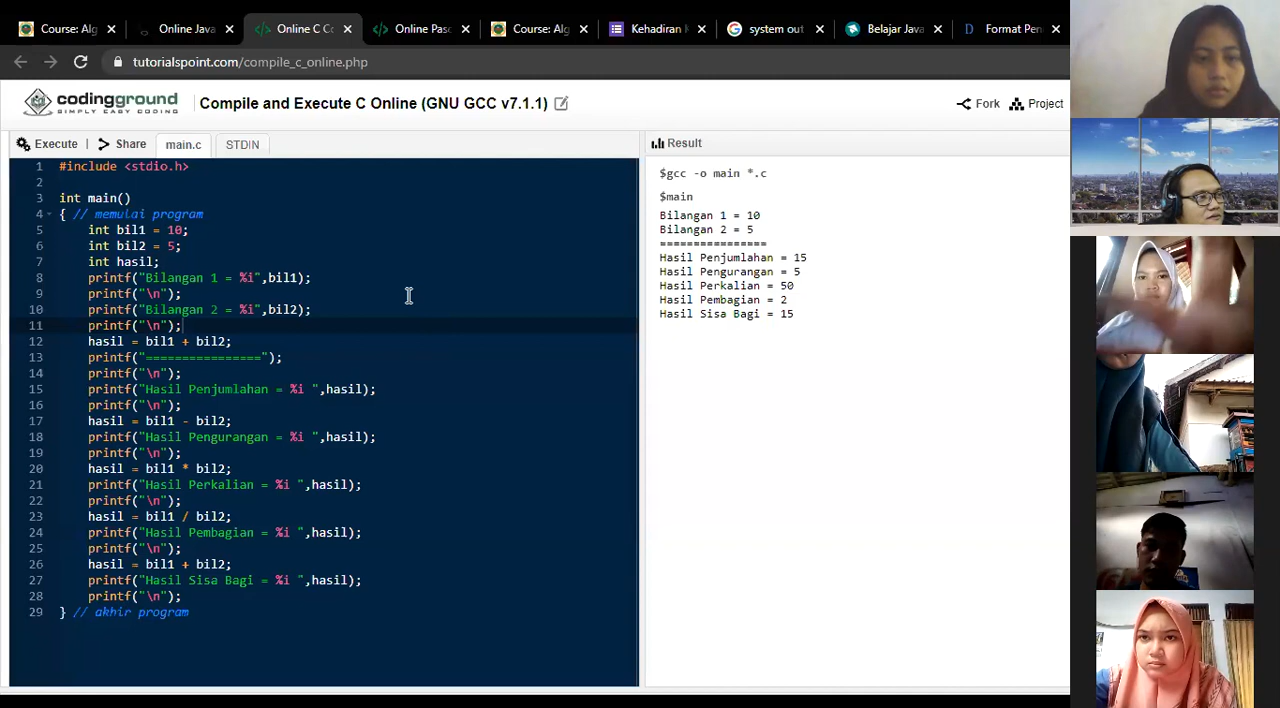 Course: Alg
Online Java
Online C Co
Online Pasc
Course: Alg
Kehadiran K
system out
Belajar Java
Format Pen
tutorialspoint.com/compile_c_online.php
codingground
SIMPLY EASY CODING
Compile and Execute C Online (GNU GCC v7.1.1)
Fork
Project
Execute | Share main.c STDIN
Result
1 #include <stdio.h>
2
3 int main()
4 { // memulai program
5 int bil1 = 10;
6 int bil2 = 5;
7 int hasil;
8 printf("Bilangan 1 = %i",bil1);
9 printf("\n");
10 printf("Bilangan 2 = %i",bil2);
11 printf("\n");
12 hasil = bil1 + bil2;
13 printf("================");
14 printf("\n");
15 printf("Hasil Penjumlahan = %i ",hasil);
16 printf("\n");
17 hasil = bil1 - bil2;
18 printf("Hasil Pengurangan = %i ",hasil);
19 printf("\n");
20 hasil = bil1 * bil2;
21 printf("Hasil Perkalian = %i ",hasil);
22 printf("\n");
23 hasil = bil1 / bil2;
24 printf("Hasil Pembagian = %i ",hasil);
25 printf("\n");
26 hasil = bil1 + bil2;
27 printf("Hasil Sisa Bagi = %i ",hasil);
28 printf("\n");
29 } // akhir program
$gcc -o main *.c
$main
Bilangan 1 = 10
Bilangan 2 = 5
================
Hasil Penjumlahan = 15
Hasil Pengurangan = 5
Hasil Perkalian = 50
Hasil Pembagian = 2
Hasil Sisa Bagi = 15